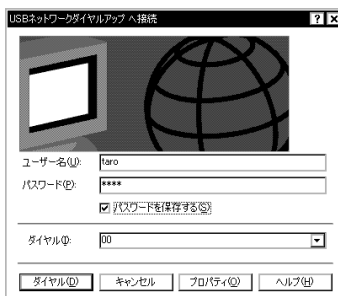 USBネットワークダイヤルアップ へ接続
ユーザー名(U):
taro
パスワード(P):
****
パスワードを保存する(S)
ダイヤル(I):
00
ダイヤル(D) キャンセル プロパティ(O) ヘルプ(H)